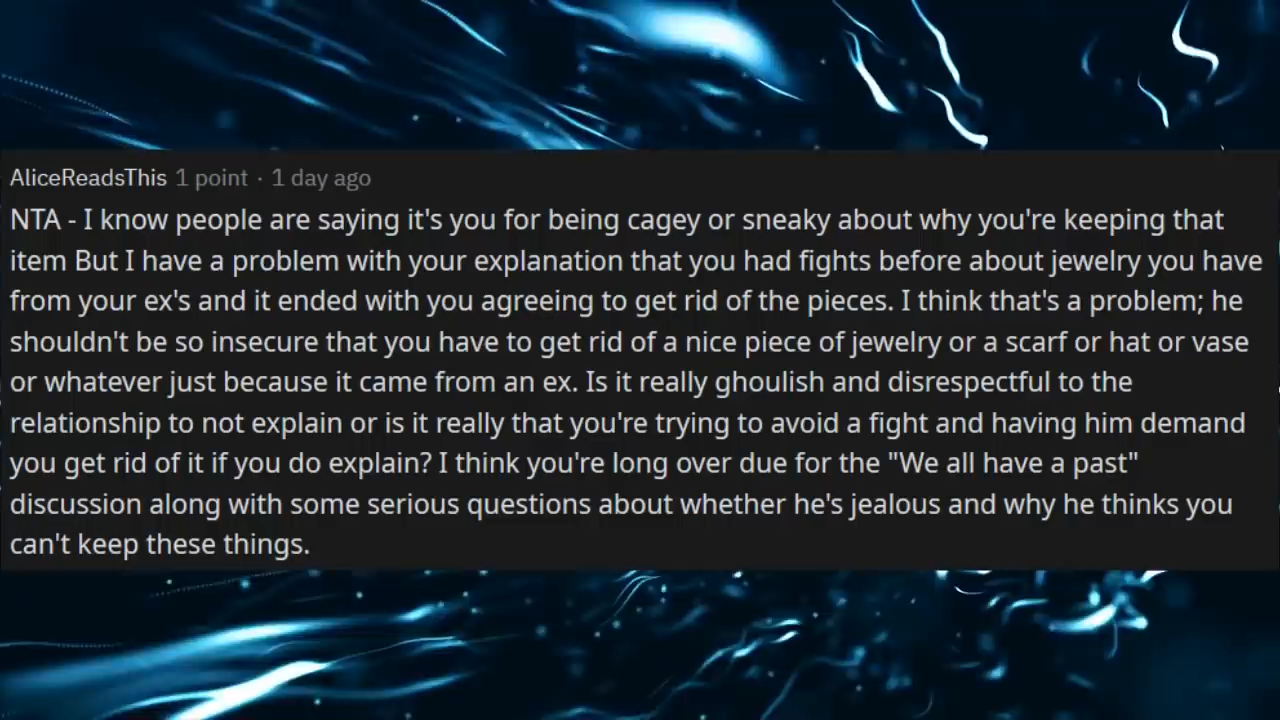 AliceReadsThis 1 point · 1 day ago
NTA - I know people are saying it's you for being cagey or sneaky about why you're keeping that
item But I have a problem with your explanation that you had fights before about jewelry you have
from your ex's and it ended with you agreeing to get rid of the pieces. I think that's a problem; he
shouldn't be so insecure that you have to get rid of a nice piece of jewelry or a scarf or hat or vase
or whatever just because it came from an ex. Is it really ghoulish and disrespectful to the
relationship to not explain or is it really that you're trying to avoid a fight and having him demand
you get rid of it if you do explain? I think you're long over due for the "We all have a past"
discussion along with some serious questions about whether he's jealous and why he thinks you
can't keep these things.